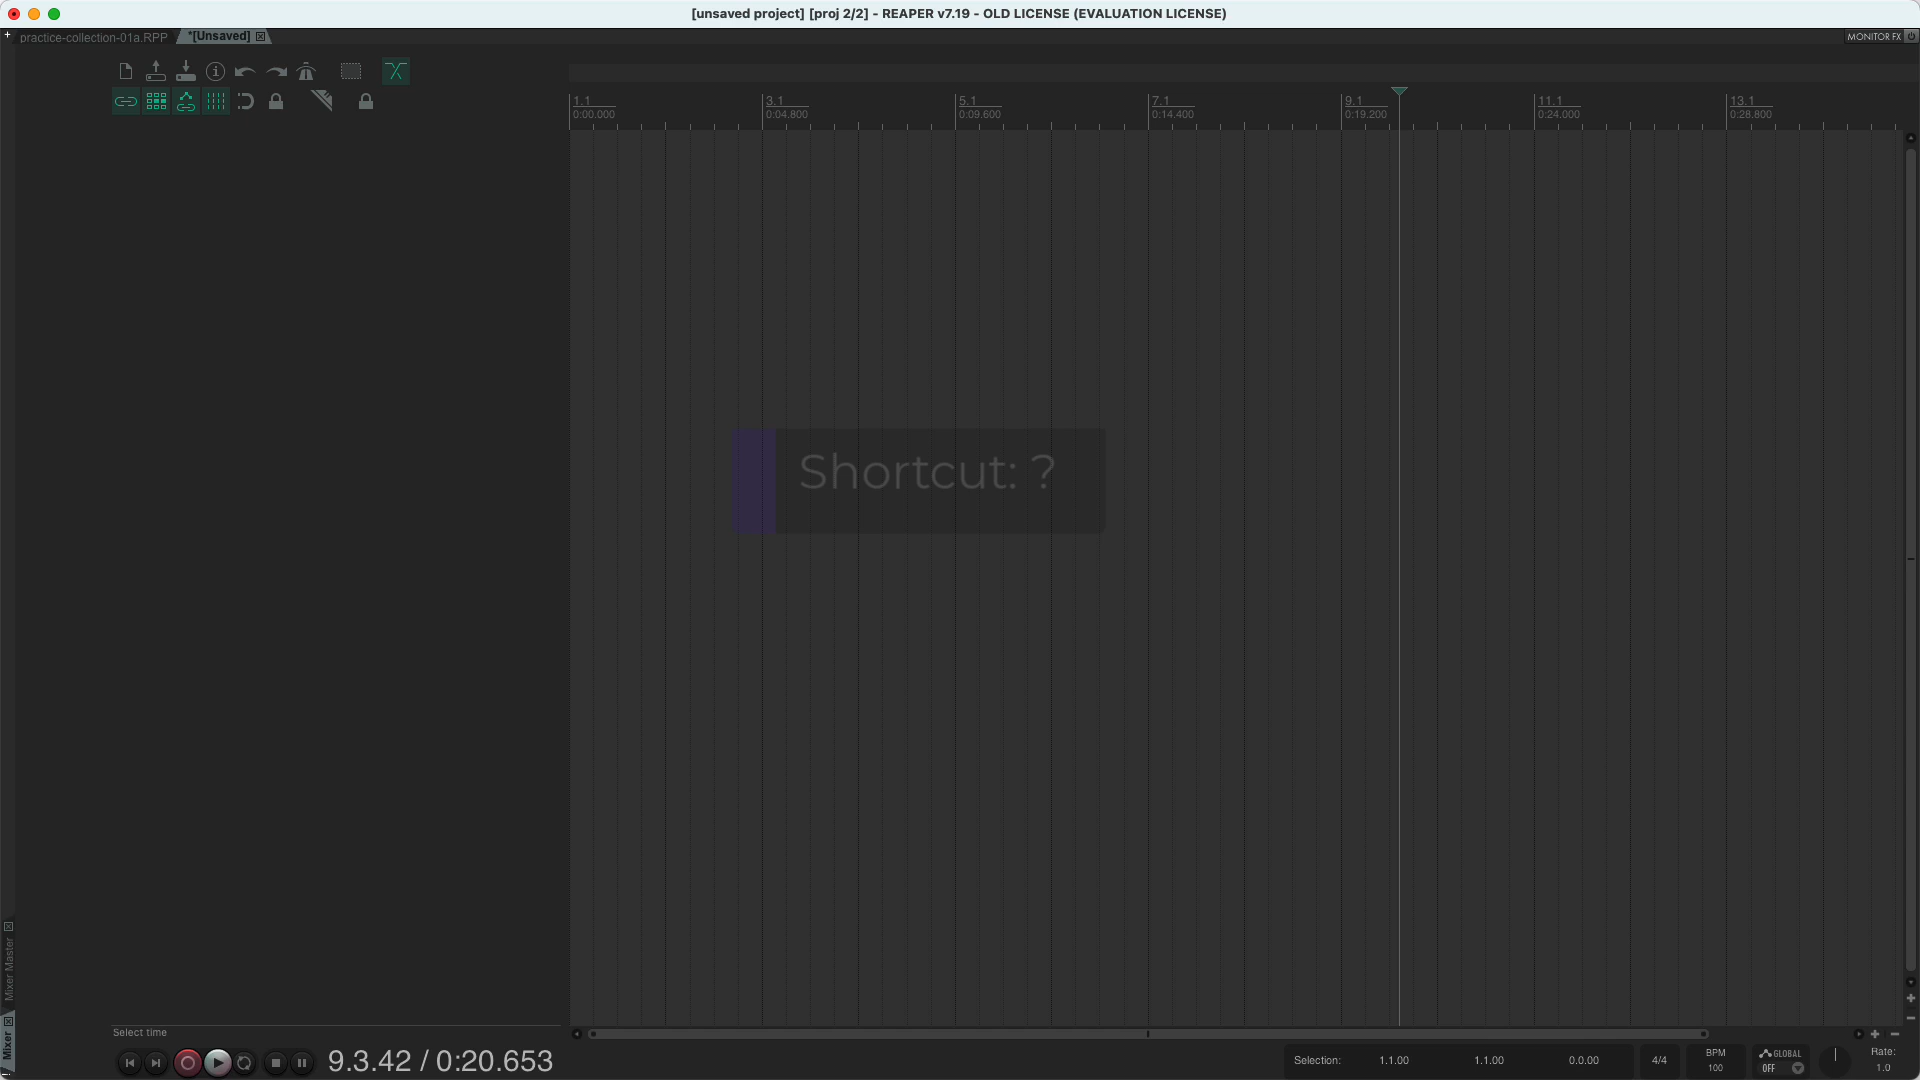 [unsaved project] [proj 2/2] - REAPER v7.19 - OLD LICENSE (EVALUATION LICENSE)
+ practice-collection-01a.RPP *[Unsaved]
MONITOR FX
1.1 3.1 5.1 7.1 9.1 11.1 13.1
0:00.000 0:04.800 0:09.600 0:14.400 0:19.200 0:24.000 0:28.800
Shortcut: ?
Mixer Master
Mixer
Select time
9.3.42 / 0:20.653
Selection: 1.1.00 1.1.00 0.0.00
4/4
BPM
100
GLOBAL
OFF
Rate:
1.0